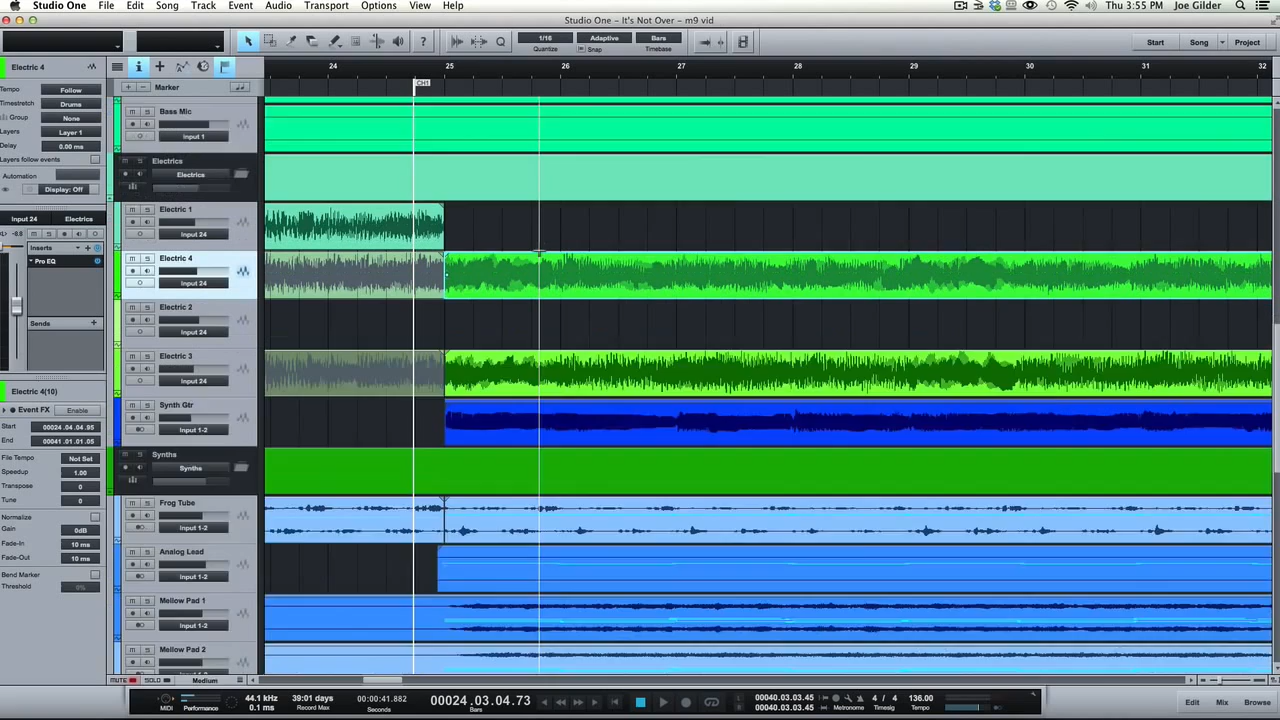 Studio One File Edit Song Track Event Audio Transport Options View Help Thu 3:55 PM Joe Gilder
Studio One - It's Not Over - m9 vid
1/16 Adaptive Bars
Quantize Snap Timebase
Start Song Project
Electric 4
24 25 26 27 28 29 30 31 32
Marker
CH1
Tempo Follow
Timestretch Drums
Group None
Layers Layer 1
Delay 0.00 ms
Layers follow events
Automation
Display: Off
Input 24 Electrics
-8.8 M S
Inserts
Pro EQ
Sends
Electric 4(10)
Event FX Enable
Start 00024.04.04.95
End 00041.01.01.05
File Tempo Not Set
Speedup 1.00
Transpose 0
Tune 0
Normalize
Gain 0dB
Fade-In 10 ms
Fade-Out 10 ms
Bend Marker
Threshold 0%
Bass Mic
M S
Input 1
Electrics
M S
Electrics
Electric 1
M S
Input 24
Electric 4
M S
Input 24
Electric 2
M S
Input 24
Electric 3
M S
Input 24
Synth Gtr
M S
Input 1-2
Synths
M S
Synths
Frog Tube
M S
Input 1-2
Analog Lead
M S
Input 1-2
Mellow Pad 1
M S
Input 1-2
Mellow Pad 2
M S
Input 1-2
MUTE SOLO Medium
MIDI Performance
44.1 kHz
0.1 ms
39:01 days
Record Max
00:00:41.882
Seconds
00024.03.04.73
Bars
00040.03.03.45
00040.03.03.45
Metronome
4 / 4
Timesig
136.00
Tempo
Edit Mix Browse